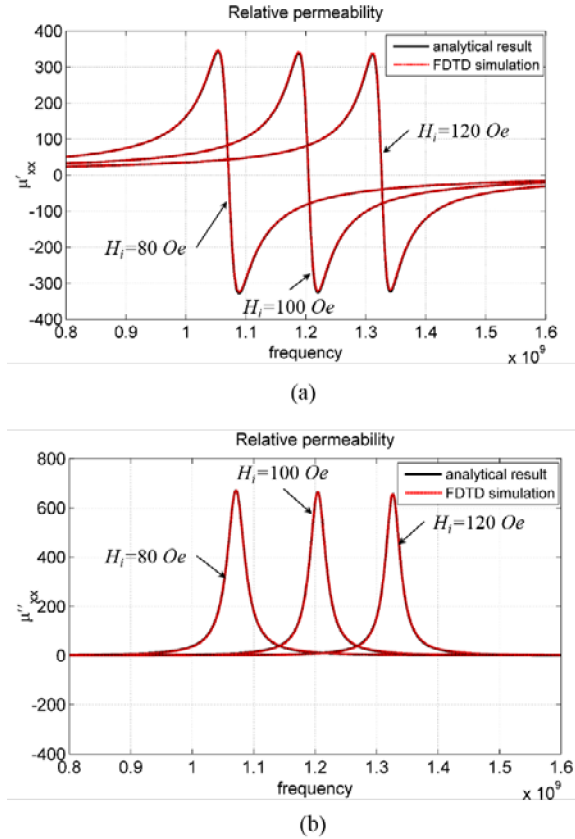 Relative permeability
400
300
200
100
0
-100
-200
-300
-400
μ'xx
analytical result
FDTD simulation
Hi=120 Oe
Hi=80 Oe
Hi=100 Oe
0.8 0.9 1 1.1 1.2 1.3 1.4 1.5 1.6
frequency
x 10^9
(a)
Relative permeability
800
600
400
200
0
-200
-400
μ''xx
analytical result
FDTD simulation
Hi=100 Oe
Hi=120 Oe
Hi=80 Oe
0.8 0.9 1 1.1 1.2 1.3 1.4 1.5 1.6
frequency
x 10^9
(b)